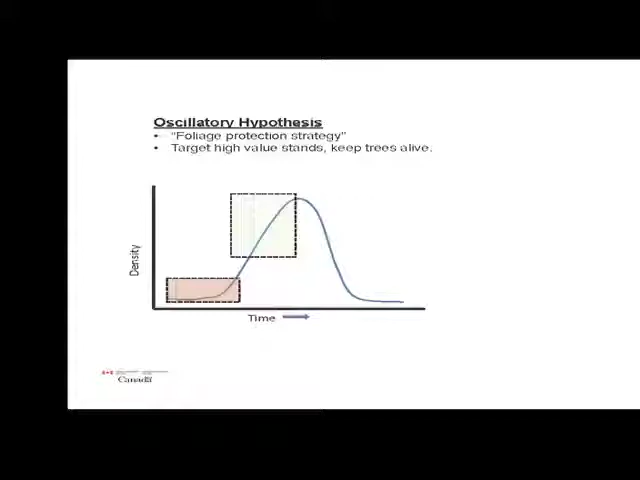 Oscillatory Hypothesis
• "Foliage protection strategy"
• Target high value stands, keep trees alive.
Density
Time
Canada